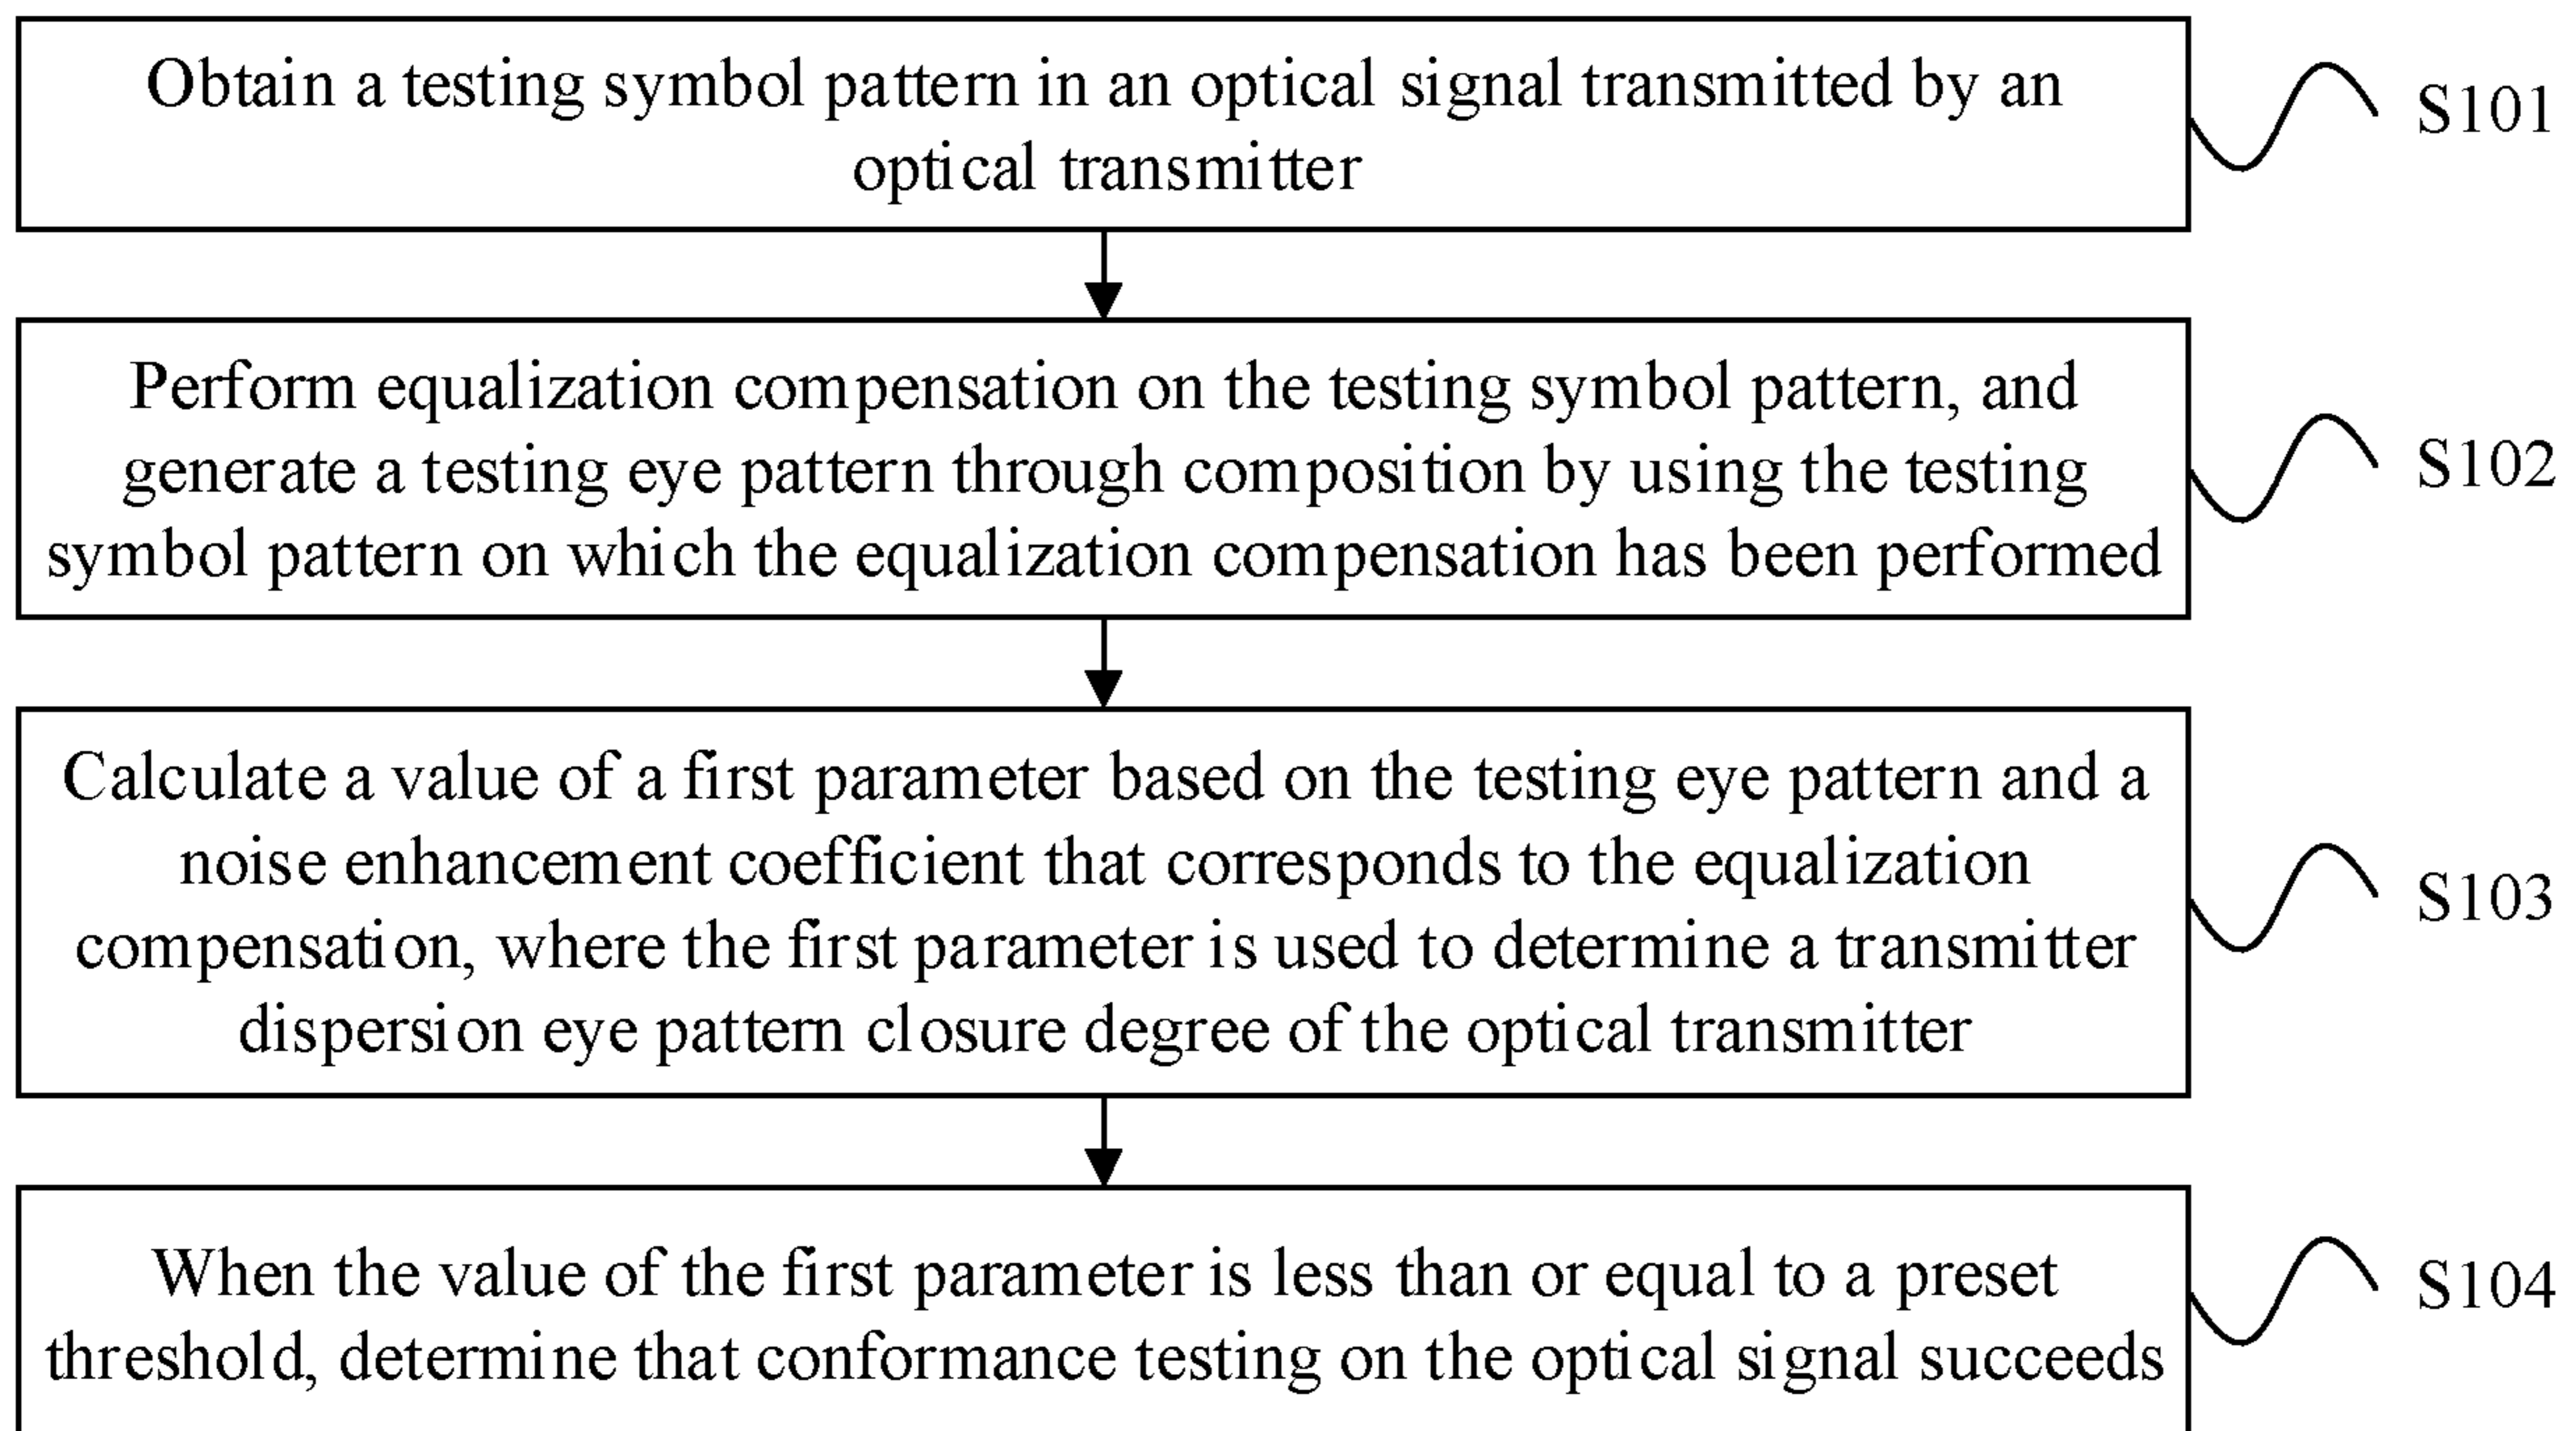 Obtain a testing symbol pattern in an optical signal transmitted by an
optical transmitter
S101
Perform equalization compensation on the testing symbol pattern, and
generate a testing eye pattern through composition by using the testing
symbol pattern on which the equalization compensation has been performed
S102
Calculate a value of a first parameter based on the testing eye pattern and a
noise enhancement coefficient that corresponds to the equalization
compensation, where the first parameter is used to determine a transmitter
dispersion eye pattern closure degree of the optical transmitter
S103
When the value of the first parameter is less than or equal to a preset
threshold, determine that conformance testing on the optical signal succeeds
S104